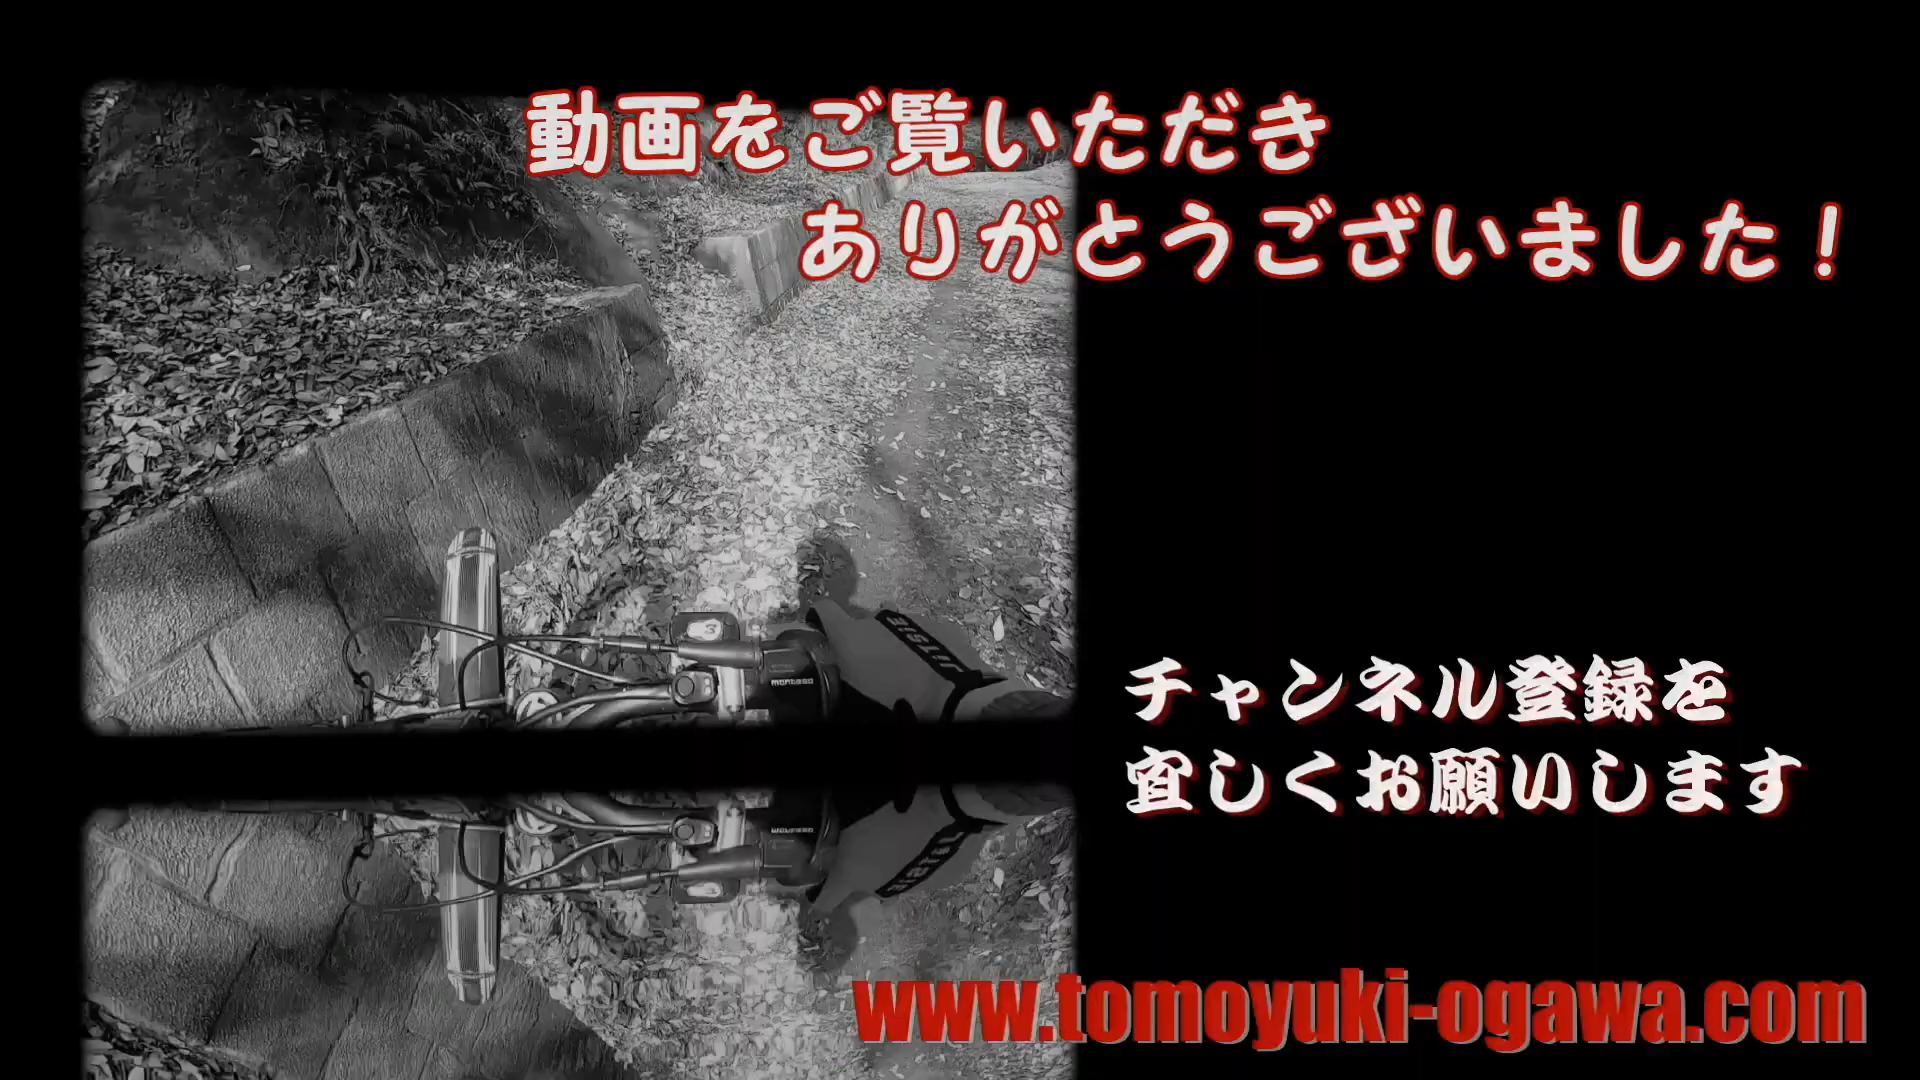 動画をご覧いただき
ありがとうございました！
3
montesa
チャンネル登録を
宜しくお願いします
www.tomoyuki-ogawa.com